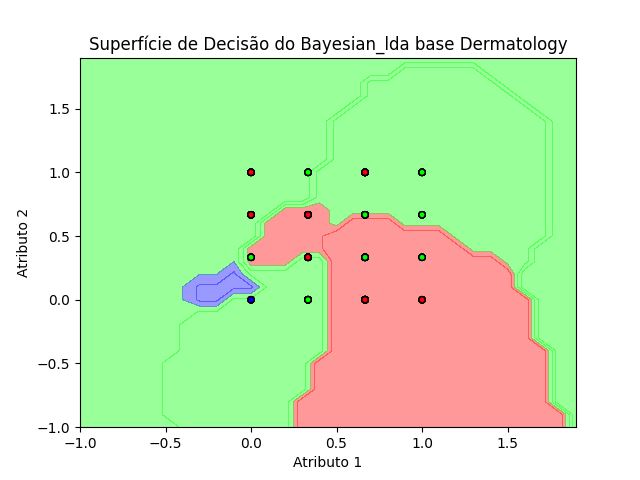 Superfície de Decisão do Bayesian_lda base Dermatology
1.5
1.0
0.5
0.0
−0.5
−1.0
Atributo 2
−1.0 −0.5 0.0 0.5 1.0 1.5
Atributo 1